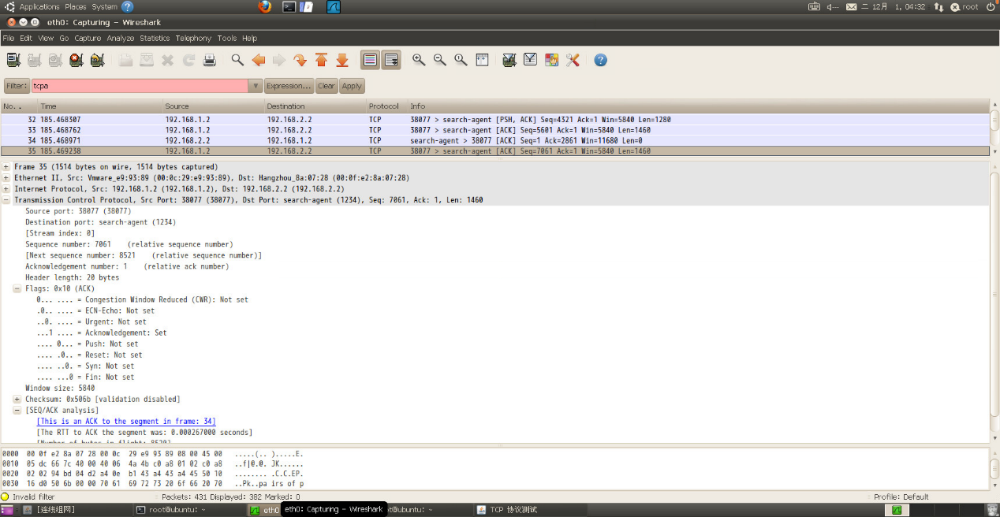 Applications Places System
二 12月 1, 04:32 root
eth0: Capturing - Wireshark
File Edit View Go Capture Analyze Statistics Telephony Tools Help
Filter: tcpa Expression... Clear Apply
No. . Time Source Destination Protocol Info
32 185.468307 192.168.1.2 192.168.2.2 TCP 38077 > search-agent [PSH, ACK] Seq=4321 Ack=1 Win=5840 Len=1280
33 185.468762 192.168.1.2 192.168.2.2 TCP 38077 > search-agent [ACK] Seq=5601 Ack=1 Win=5840 Len=1460
34 185.468971 192.168.2.2 192.168.1.2 TCP search-agent > 38077 [ACK] Seq=1 Ack=2861 Win=11680 Len=0
35 185.469238 192.168.1.2 192.168.2.2 TCP 38077 > search-agent [ACK] Seq=7061 Ack=1 Win=5840 Len=1460
Frame 35 (1514 bytes on wire, 1514 bytes captured)
Ethernet II, Src: Vmware_e9:93:89 (00:0c:29:e9:93:89), Dst: Hangzhou_8a:07:28 (00:0f:e2:8a:07:28)
Internet Protocol, Src: 192.168.1.2 (192.168.1.2), Dst: 192.168.2.2 (192.168.2.2)
Transmission Control Protocol, Src Port: 38077 (38077), Dst Port: search-agent (1234), Seq: 7061, Ack: 1, Len: 1460
Source port: 38077 (38077)
Destination port: search-agent (1234)
[Stream index: 0]
Sequence number: 7061 (relative sequence number)
[Next sequence number: 8521 (relative sequence number)]
Acknowledgement number: 1 (relative ack number)
Header length: 20 bytes
Flags: 0x10 (ACK)
0... .... = Congestion Window Reduced (CWR): Not set
.0.. .... = ECN-Echo: Not set
..0. .... = Urgent: Not set
...1 .... = Acknowledgement: Set
.... 0... = Push: Not set
.... .0.. = Reset: Not set
.... ..0. = Syn: Not set
.... ...0 = Fin: Not set
Window size: 5840
Checksum: 0x506b [validation disabled]
[SEQ/ACK analysis]
[This is an ACK to the segment in frame: 34]
[The RTT to ACK the segment was: 0.000267000 seconds]
[Number of bytes in flight: 8520]
0000 00 0f e2 8a 07 28 00 0c 29 e9 93 89 08 00 45 00 .....(.. ).....E.
0010 05 dc 66 7c 40 00 40 06 4a 4b c0 a8 01 02 c0 a8 ..f|@.@. JK......
0020 02 02 94 bd 04 d2 a4 0e b1 43 a4 43 a4 45 50 10 ........ .C.C.EP.
0030 16 d0 50 6b 00 00 70 61 69 72 73 20 6f 66 20 70 ..Pk..pa irs of p
Invalid filter Packets: 431 Displayed: 382 Marked: 0 Profile: Default
[连线组网] root@ubuntu: ~ eth0 eth0: Capturing - Wireshark ot@ubuntu: ~ TCP 协议测试